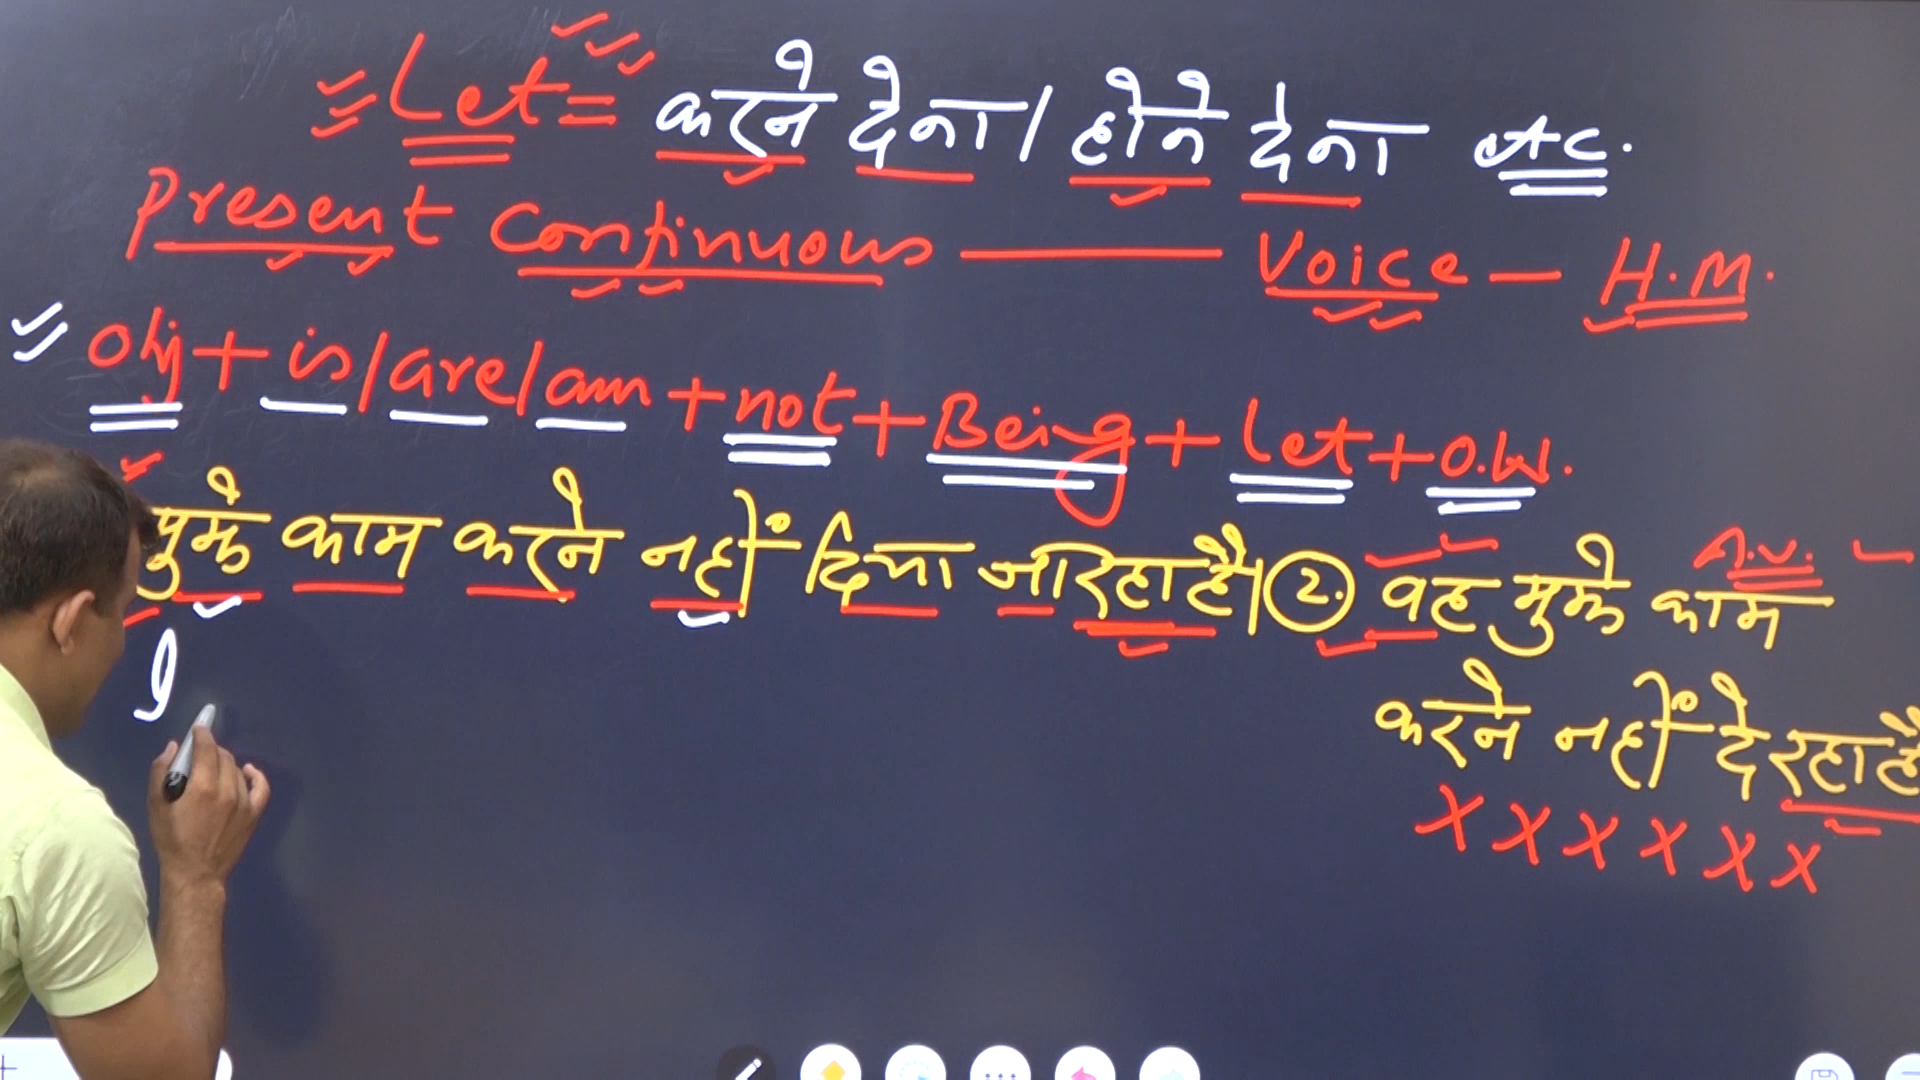 Let = करने देना / होने देना etc.
Present Continuous — Voice — H.M.
Obj + is/are/am + not + Being + Let + O.W.
मुझे काम करने नहीं दिया जा रहा है। ② वह मुझे काम A.V. -
करने नहीं दे रहा है
I
x x x x x x